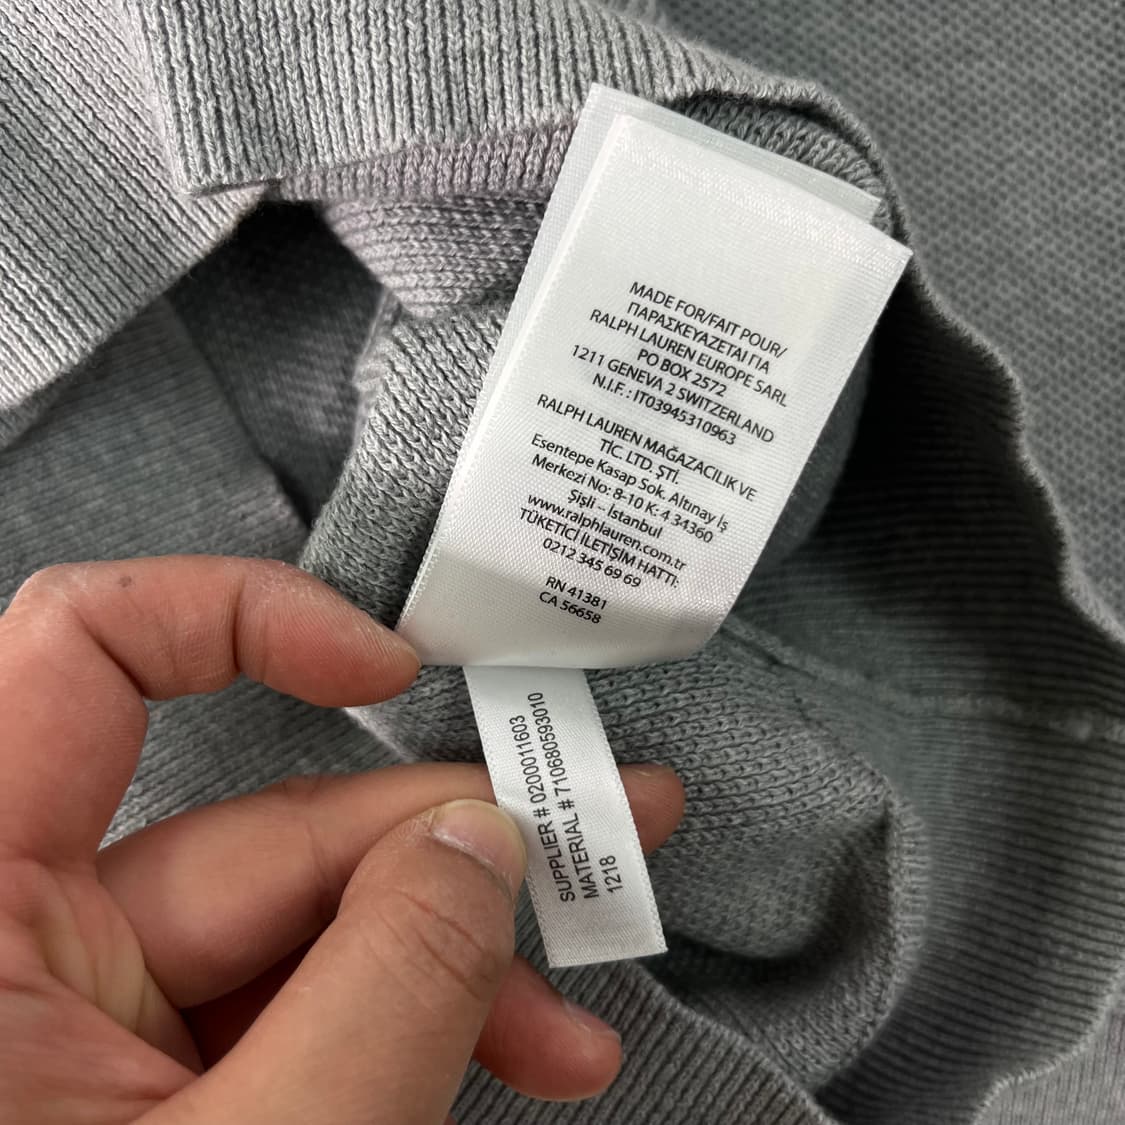 MADE FOR/FAIT POUR/
ΠΑΡΑΣΚΕΥΑΖΕΤΑΙ ΓΙΑ
RALPH LAUREN EUROPE SARL
PO BOX 2572
1211 GENEVA 2 SWITZERLAND
N.I.F. : IT03945310963
RALPH LAUREN MAĞAZACILIK VE
TİC. LTD. ŞTİ.
Esentepe Kasap Sok. Altınay İş
Merkezi No: 8-10 K: 4 34360
Şişli – İstanbul
www.ralphlauren.com.tr
TÜKETİCİ İLETİŞİM HATTI:
0212 345 69 69
RN 41381
CA 56658
SUPPLIER # 0200011603
MATERIAL # 710680593010
1218